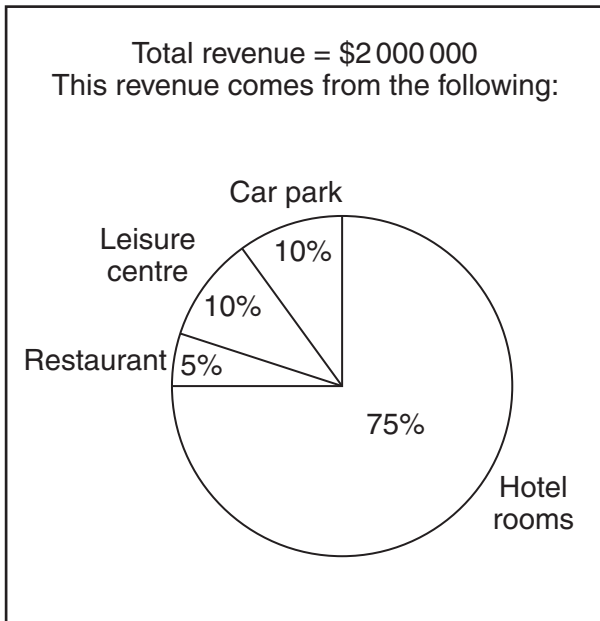 Total revenue = $2 000 000
This revenue comes from the following:
Car park
10%
Leisure
centre
10%
Restaurant
5%
75%
Hotel
rooms